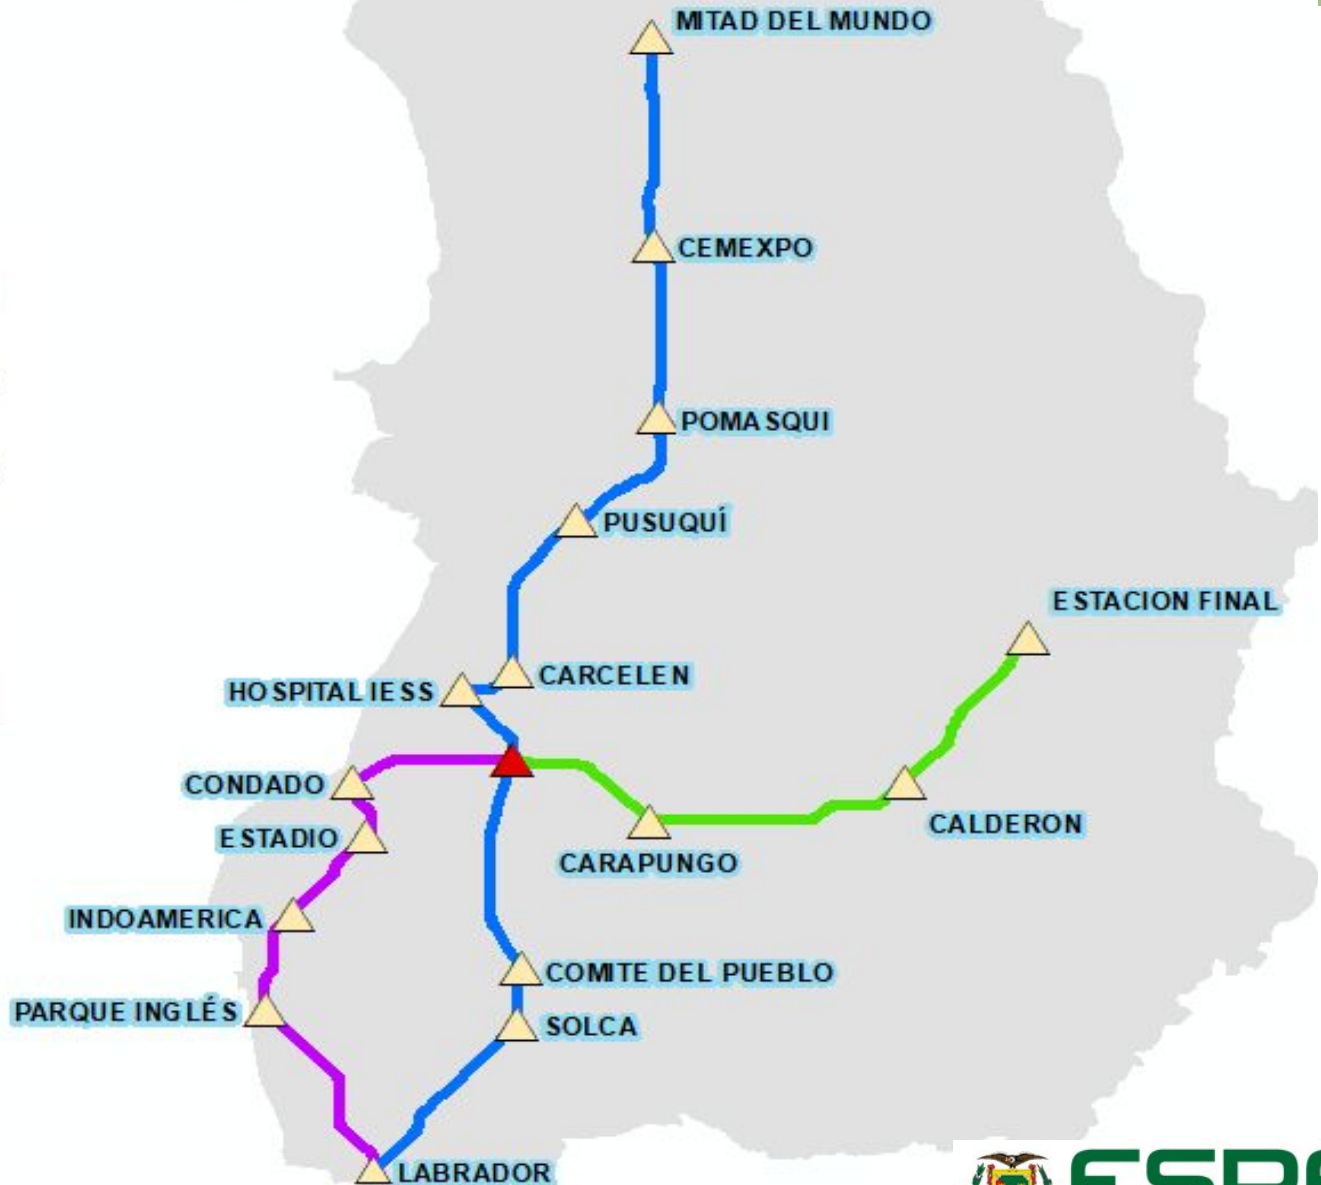 MITAD DEL MUNDO
CEMEXPO
POMASQUI
PUSUQUÍ
ESTACION FINAL
CARCELEN
HOSPITAL IESS
CONDADO
CALDERON
ESTADIO
CARAPUNGO
INDOAMERICA
COMITE DEL PUEBLO
PARQUE INGLÉS
SOLCA
LABRADOR